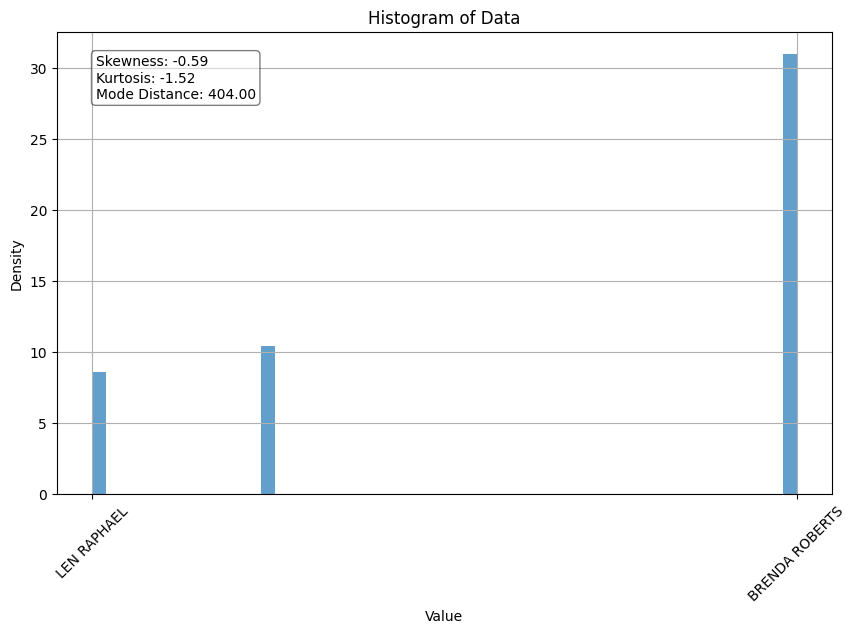 Histogram of Data
Skewness: -0.59
Kurtosis: -1.52
Mode Distance: 404.00
30
25
20
15
10
5
0
Density
LEN RAPHAEL
BRENDA ROBERTS
Value